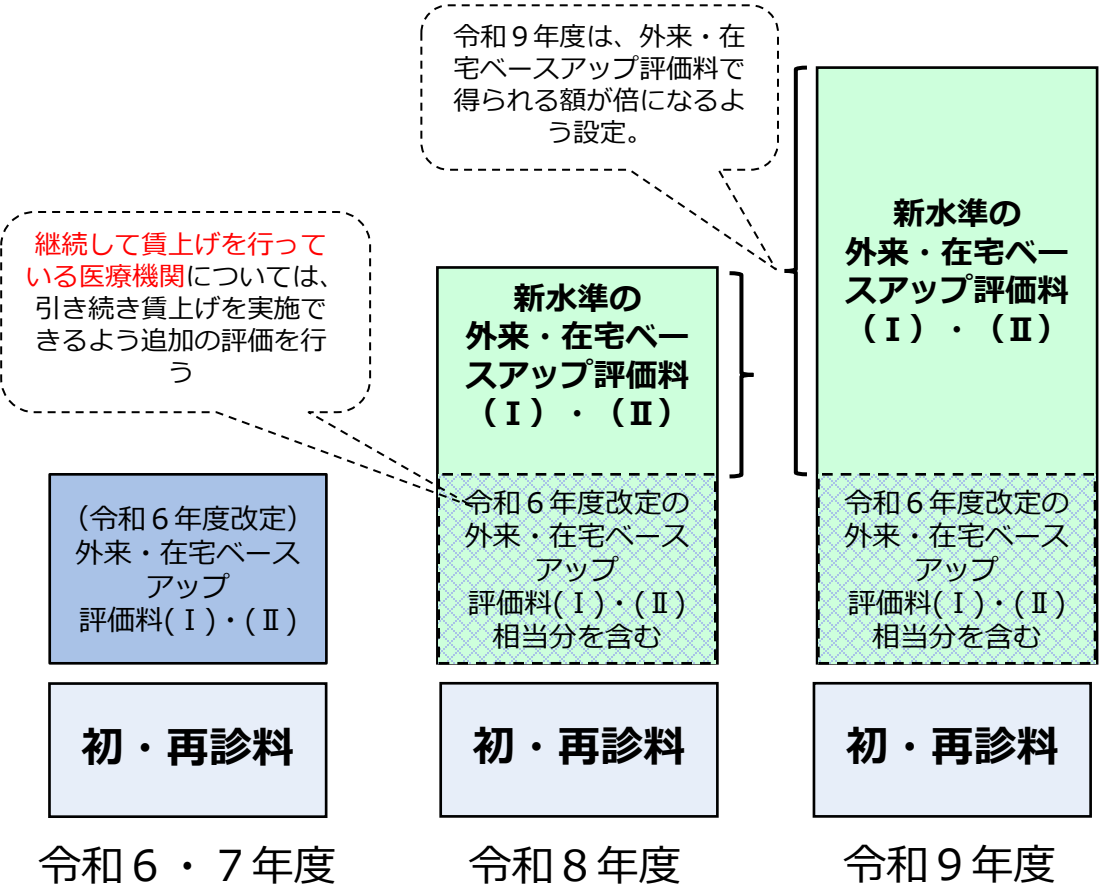 令和９年度は、外来・在
宅ベースアップ評価料で
得られる額が倍になるよ
う設定。
継続して賃上げを行って
いる医療機関については、
引き続き賃上げを実施で
きるよう追加の評価を行
う
（令和６年度改定）
外来・在宅ベース
アップ
評価料(Ⅰ)・(Ⅱ)
初・再診料
令和６・７年度
新水準の
外来・在宅ベー
スアップ評価料
（Ⅰ）・（Ⅱ）
令和６年度改定の
外来・在宅ベース
アップ
評価料(Ⅰ)・(Ⅱ)
相当分を含む
初・再診料
令和８年度
新水準の
外来・在宅ベー
スアップ評価料
（Ⅰ）・（Ⅱ）
令和６年度改定の
外来・在宅ベース
アップ
評価料(Ⅰ)・(Ⅱ)
相当分を含む
初・再診料
令和９年度